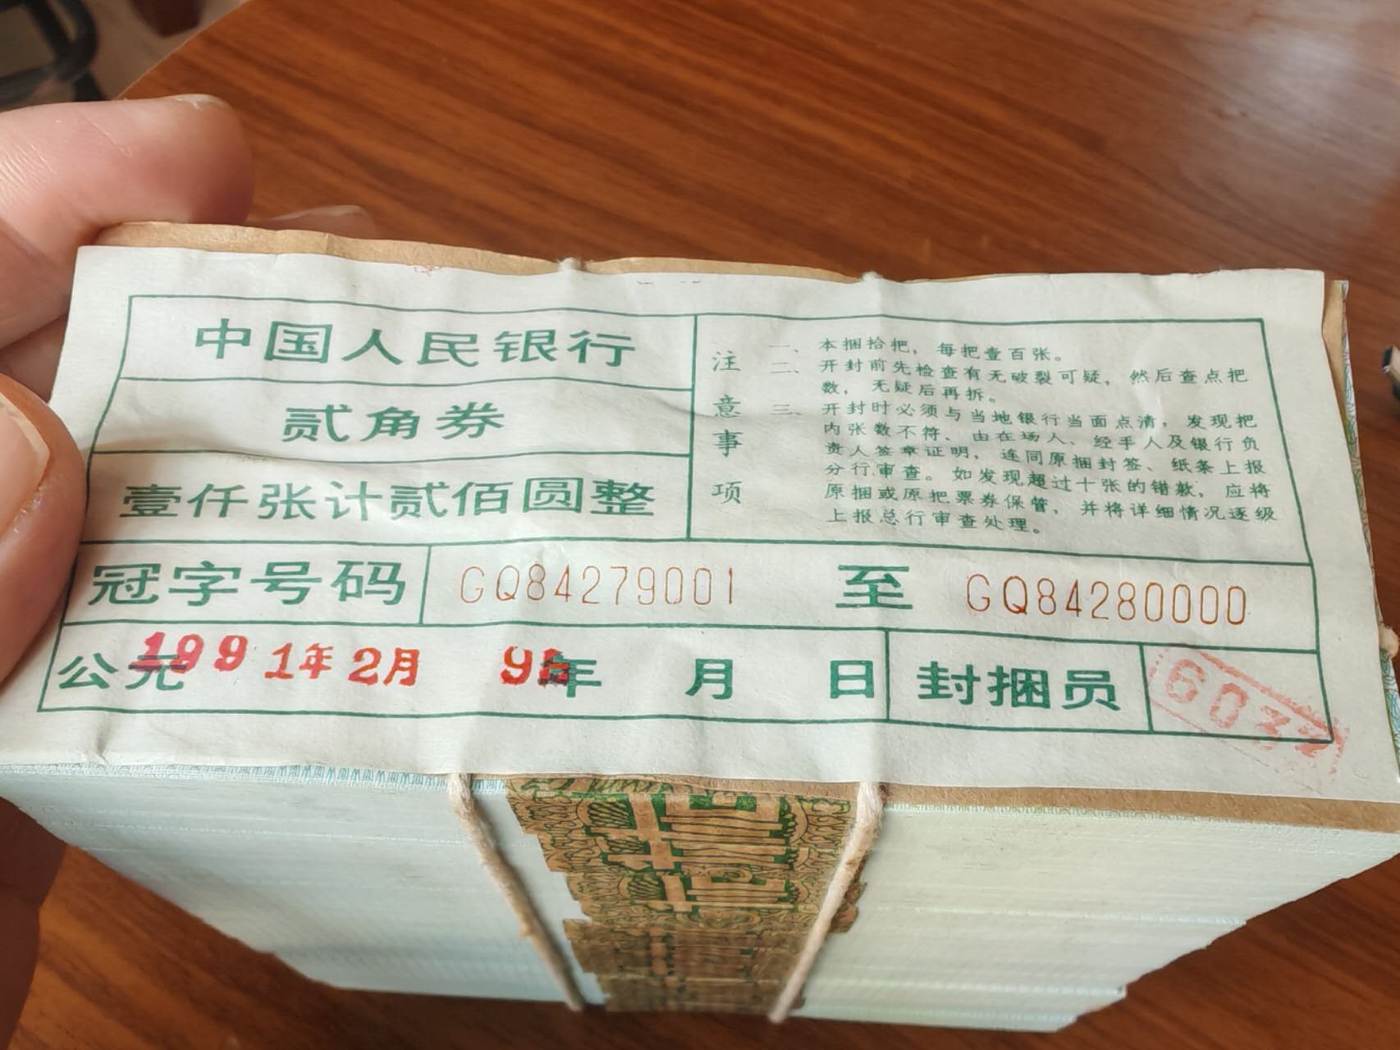 中国人民银行
贰角券
壹仟张计贰佰圆整
注意事项
一、本捆拾把，每把壹百张。
二、开封前先检查有无破裂可疑，然后查点把
数，无疑后再拆。
三、开封时必须与当地银行当面点清，发现把
内张数不符、由在场人、经手人及银行负
责人签章证明，连同原捆封签、纸条上报
分行审查。如发现超过十张的错款，应将
原捆或原把票券保管，并将详细情况逐级
上报总行审查处理。
冠字号码 GQ84279001 至 GQ84280000
公元 1991年2月 9 年 月 日 封捆员